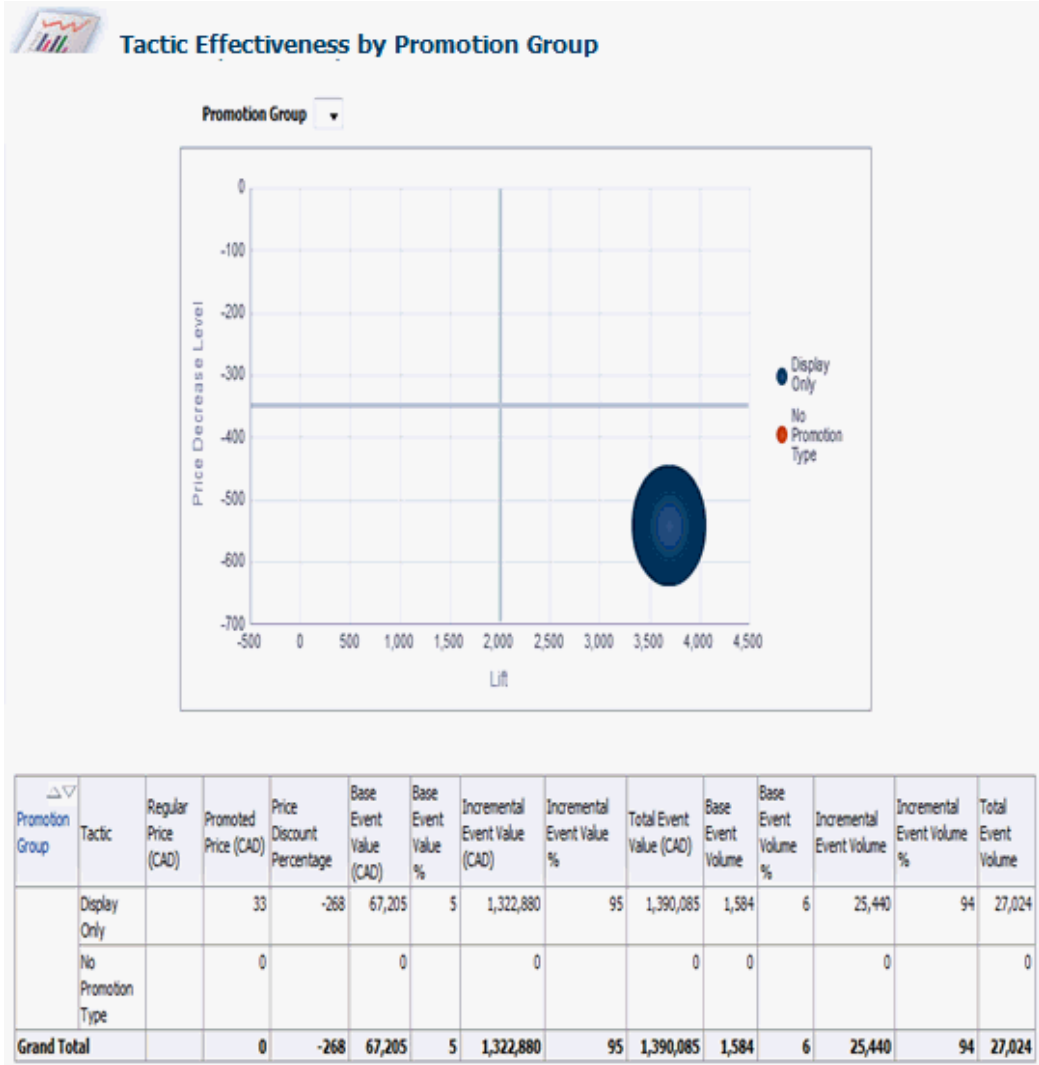 Tactic Effectiveness by Promotion Group
Promotion Group
0
-100
-200
-300
-400
-500
-600
-700
Price Decrease Level
-500 0 500 1,000 1,500 2,000 2,500 3,000 3,500 4,000 4,500
Lift
Display
Only
No
Promotion
Type
Promotion Group Tactic Regular Price (CAD) Promoted Price (CAD) Price Discount Percentage Base Event Value (CAD) Base Event Value % Incremental Event Value (CAD) Incremental Event Value % Total Event Value (CAD) Base Event Volume Base Event Volume % Incremental Event Volume Incremental Event Volume % Total Event Volume
Display Only 33 -268 67,205 5 1,322,880 95 1,390,085 1,584 6 25,440 94 27,024
No Promotion Type 0 0 0 0 0 0 0
Grand Total 0 -268 67,205 5 1,322,880 95 1,390,085 1,584 6 25,440 94 27,024